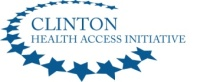 CLINTON
HEALTH ACCESS INITIATIVE